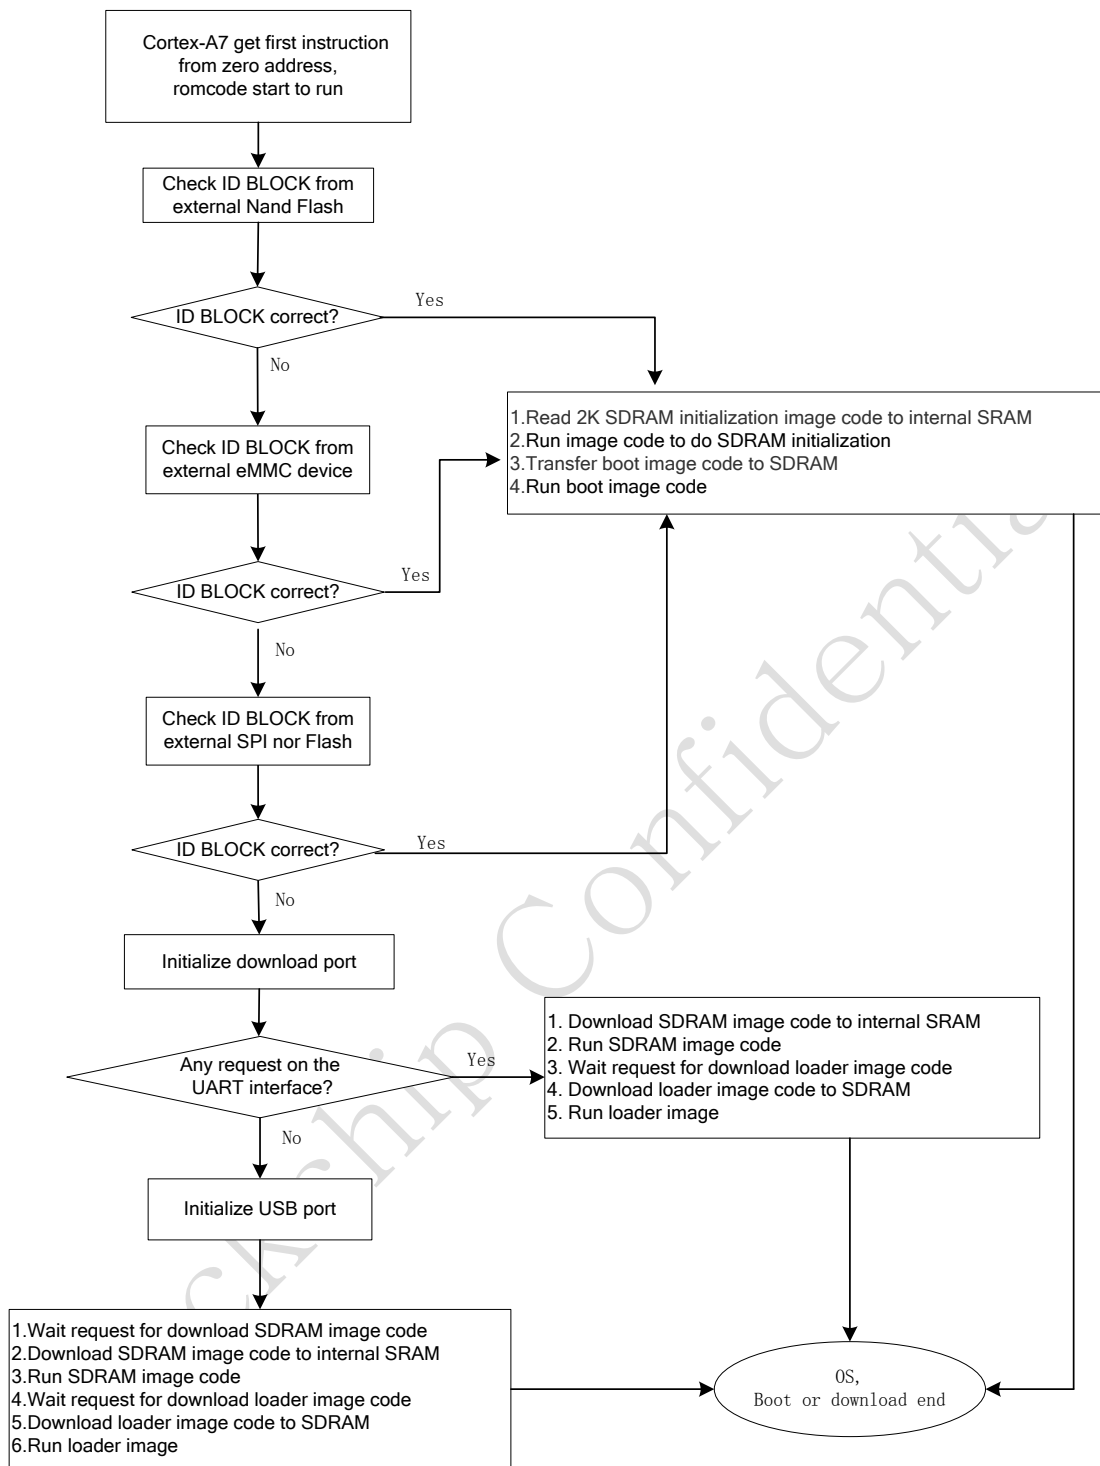 Cortex-A7 get first instruction
from zero address,
romcode start to run
Check ID BLOCK from
external Nand Flash
ID BLOCK correct?
Yes
No
1.Read 2K SDRAM initialization image code to internal SRAM
2.Run image code to do SDRAM initialization
3.Transfer boot image code to SDRAM
4.Run boot image code
Check ID BLOCK from
external eMMC device
ID BLOCK correct?
Yes
No
Check ID BLOCK from
external SPI nor Flash
ID BLOCK correct?
Yes
No
Initialize download port
Any request on the
UART interface?
Yes
No
1. Download SDRAM image code to internal SRAM
2. Run SDRAM image code
3. Wait request for download loader image code
4. Download loader image code to SDRAM
5. Run loader image
Initialize USB port
1.Wait request for download SDRAM image code
2.Download SDRAM image code to internal SRAM
3.Run SDRAM image code
4.Wait request for download loader image code
5.Download loader image code to SDRAM
6.Run loader image
OS,
Boot or download end